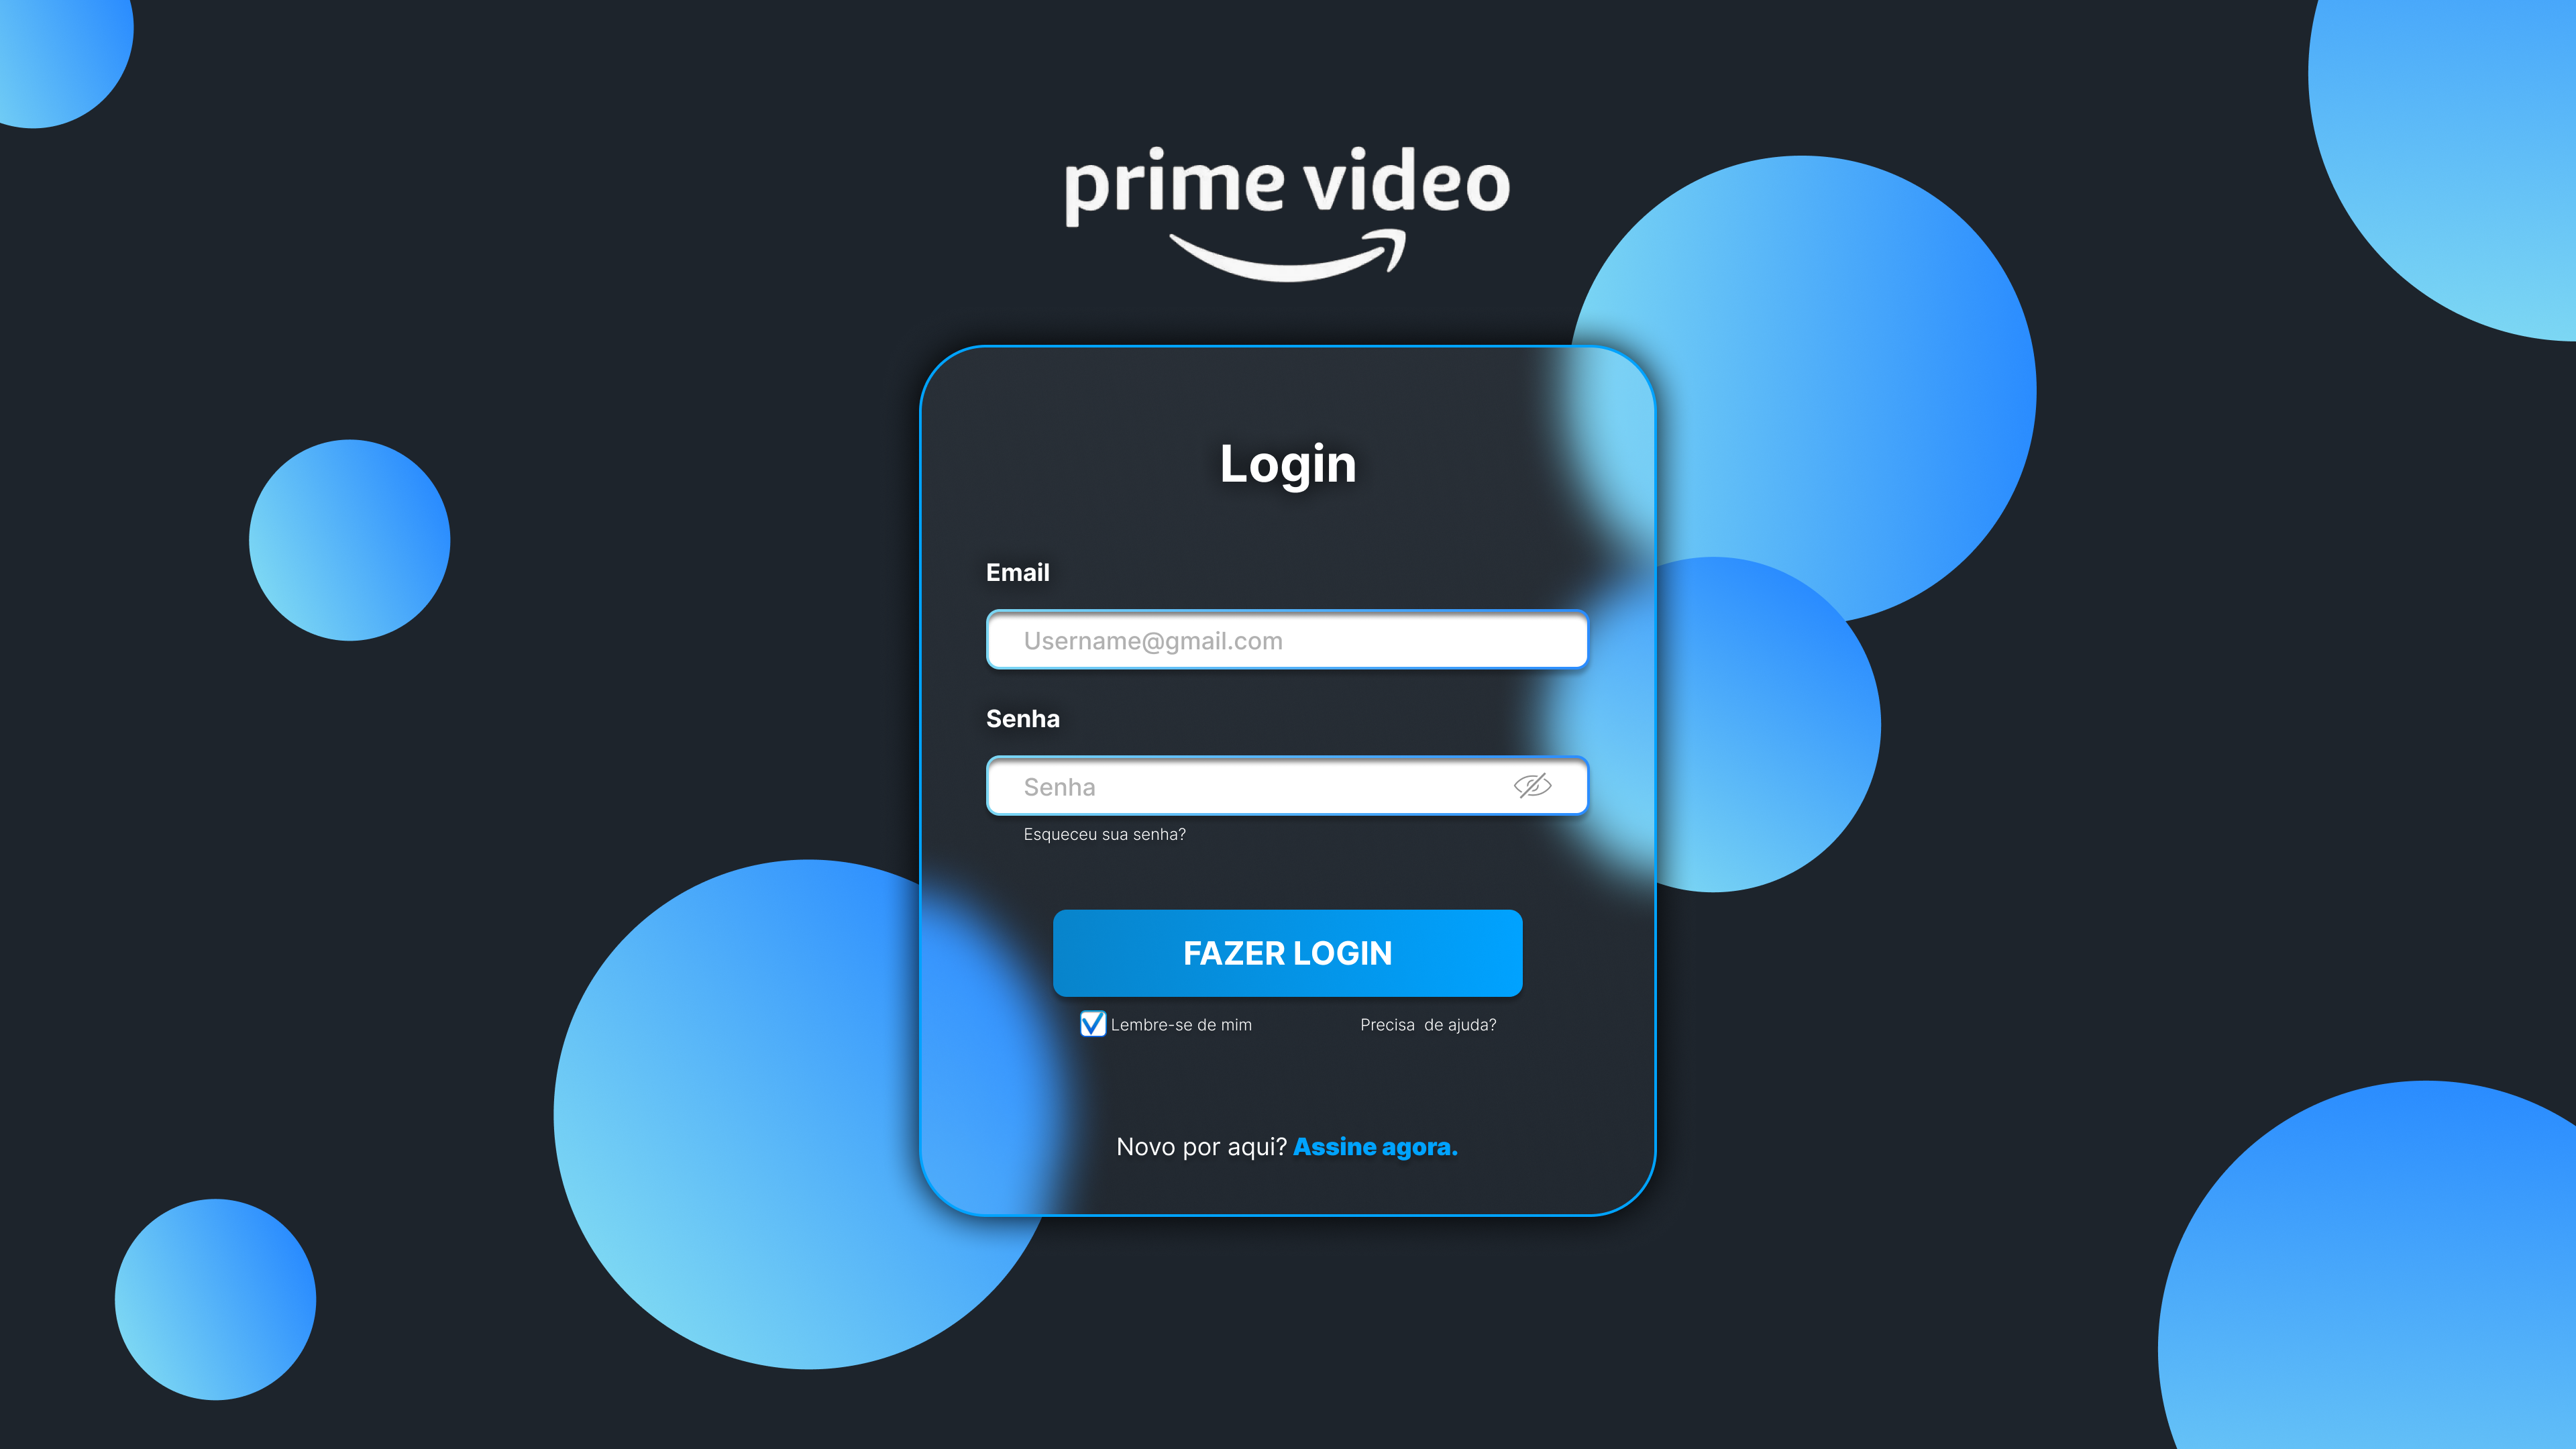 prime video
Login
Email
Username@gmail.com
Senha
Senha
Esqueceu sua senha?
FAZER LOGIN
Lembre-se de mim
Precisa de ajuda?
Novo por aqui? Assine agora.